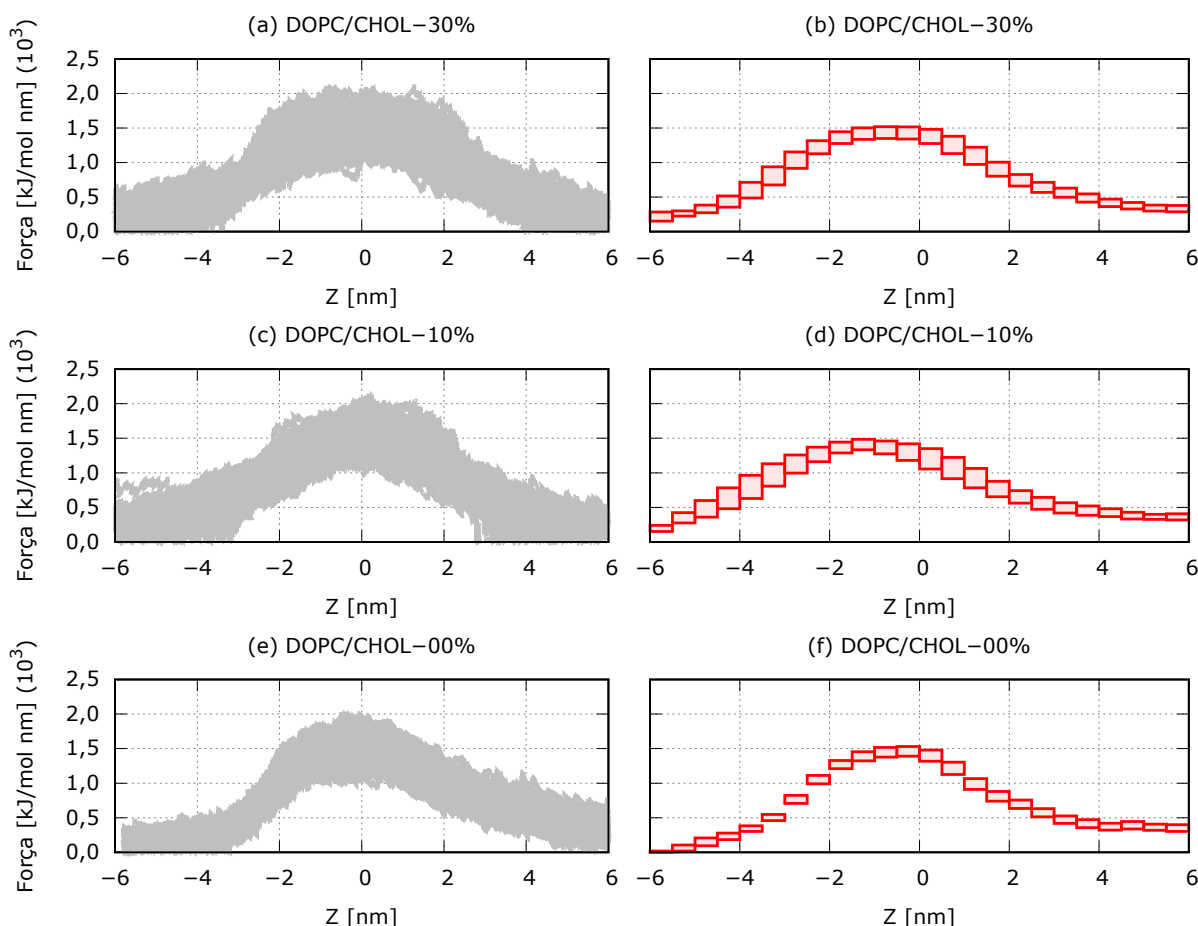 (a) DOPC/CHOL−30%
(b) DOPC/CHOL−30%
Força [kJ/mol nm] (10³)
2,5
2,0
1,5
1,0
0,5
0,0
−6 −4 −2 0 2 4 6
−6 −4 −2 0 2 4 6
Z [nm]
Z [nm]
(c) DOPC/CHOL−10%
(d) DOPC/CHOL−10%
Força [kJ/mol nm] (10³)
2,5
2,0
1,5
1,0
0,5
0,0
−6 −4 −2 0 2 4 6
−6 −4 −2 0 2 4 6
Z [nm]
Z [nm]
(e) DOPC/CHOL−00%
(f) DOPC/CHOL−00%
Força [kJ/mol nm] (10³)
2,5
2,0
1,5
1,0
0,5
0,0
−6 −4 −2 0 2 4 6
−6 −4 −2 0 2 4 6
Z [nm]
Z [nm]